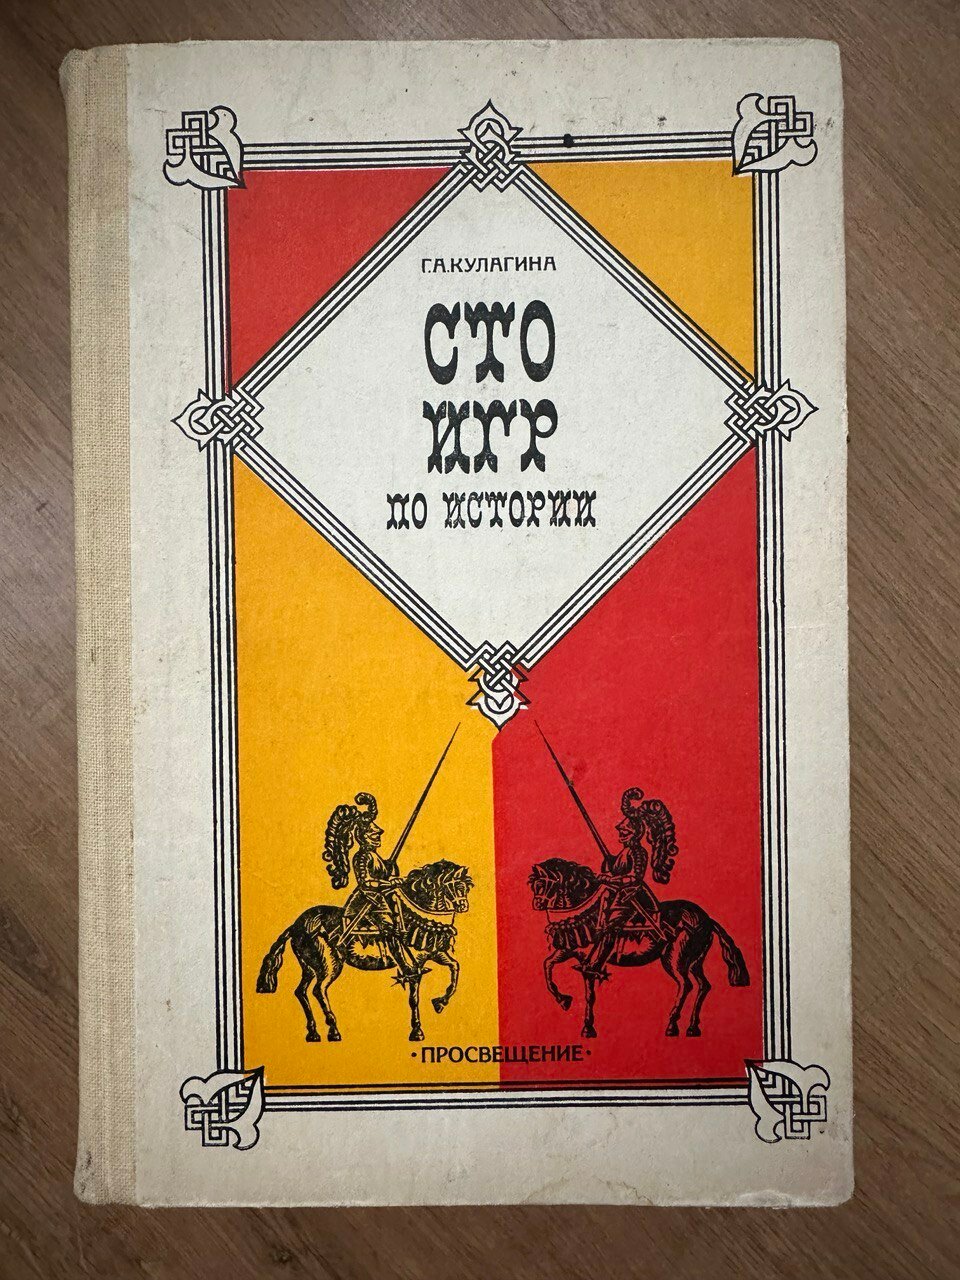 Г.А.КУЛАГИНА
СТО
ИГР
ПО ИСТОРИИ
·ПРОСВЕЩЕНИЕ·